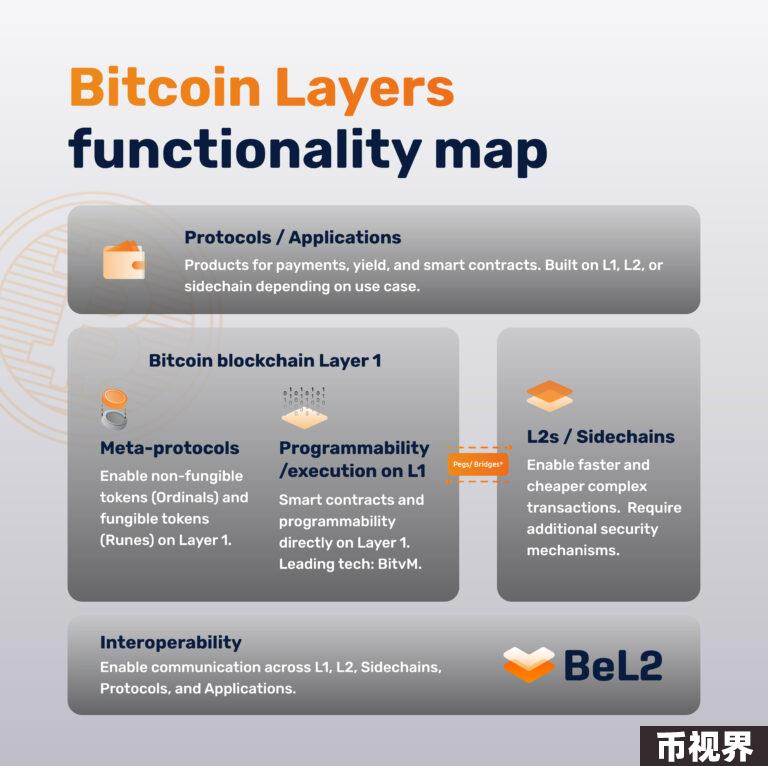 Bitcoin Layers
functionality map
Protocols / Applications
Products for payments, yield, and smart contracts. Built on L1, L2, or
sidechain depending on use case.
Bitcoin blockchain Layer 1
Meta-protocols
Enable non-fungible
tokens (Ordinals) and
fungible tokens
(Runes) on Layer 1.
Programmability
/execution on L1
Smart contracts and
programmability
directly on Layer 1.
Leading tech: BitvM.
Pegs/ Bridges*
L2s / Sidechains
Enable faster and
cheaper complex
transactions. Require
additional security
mechanisms.
Interoperability
Enable communication across L1, L2, Sidechains,
Protocols, and Applications.
BeL2
币视界